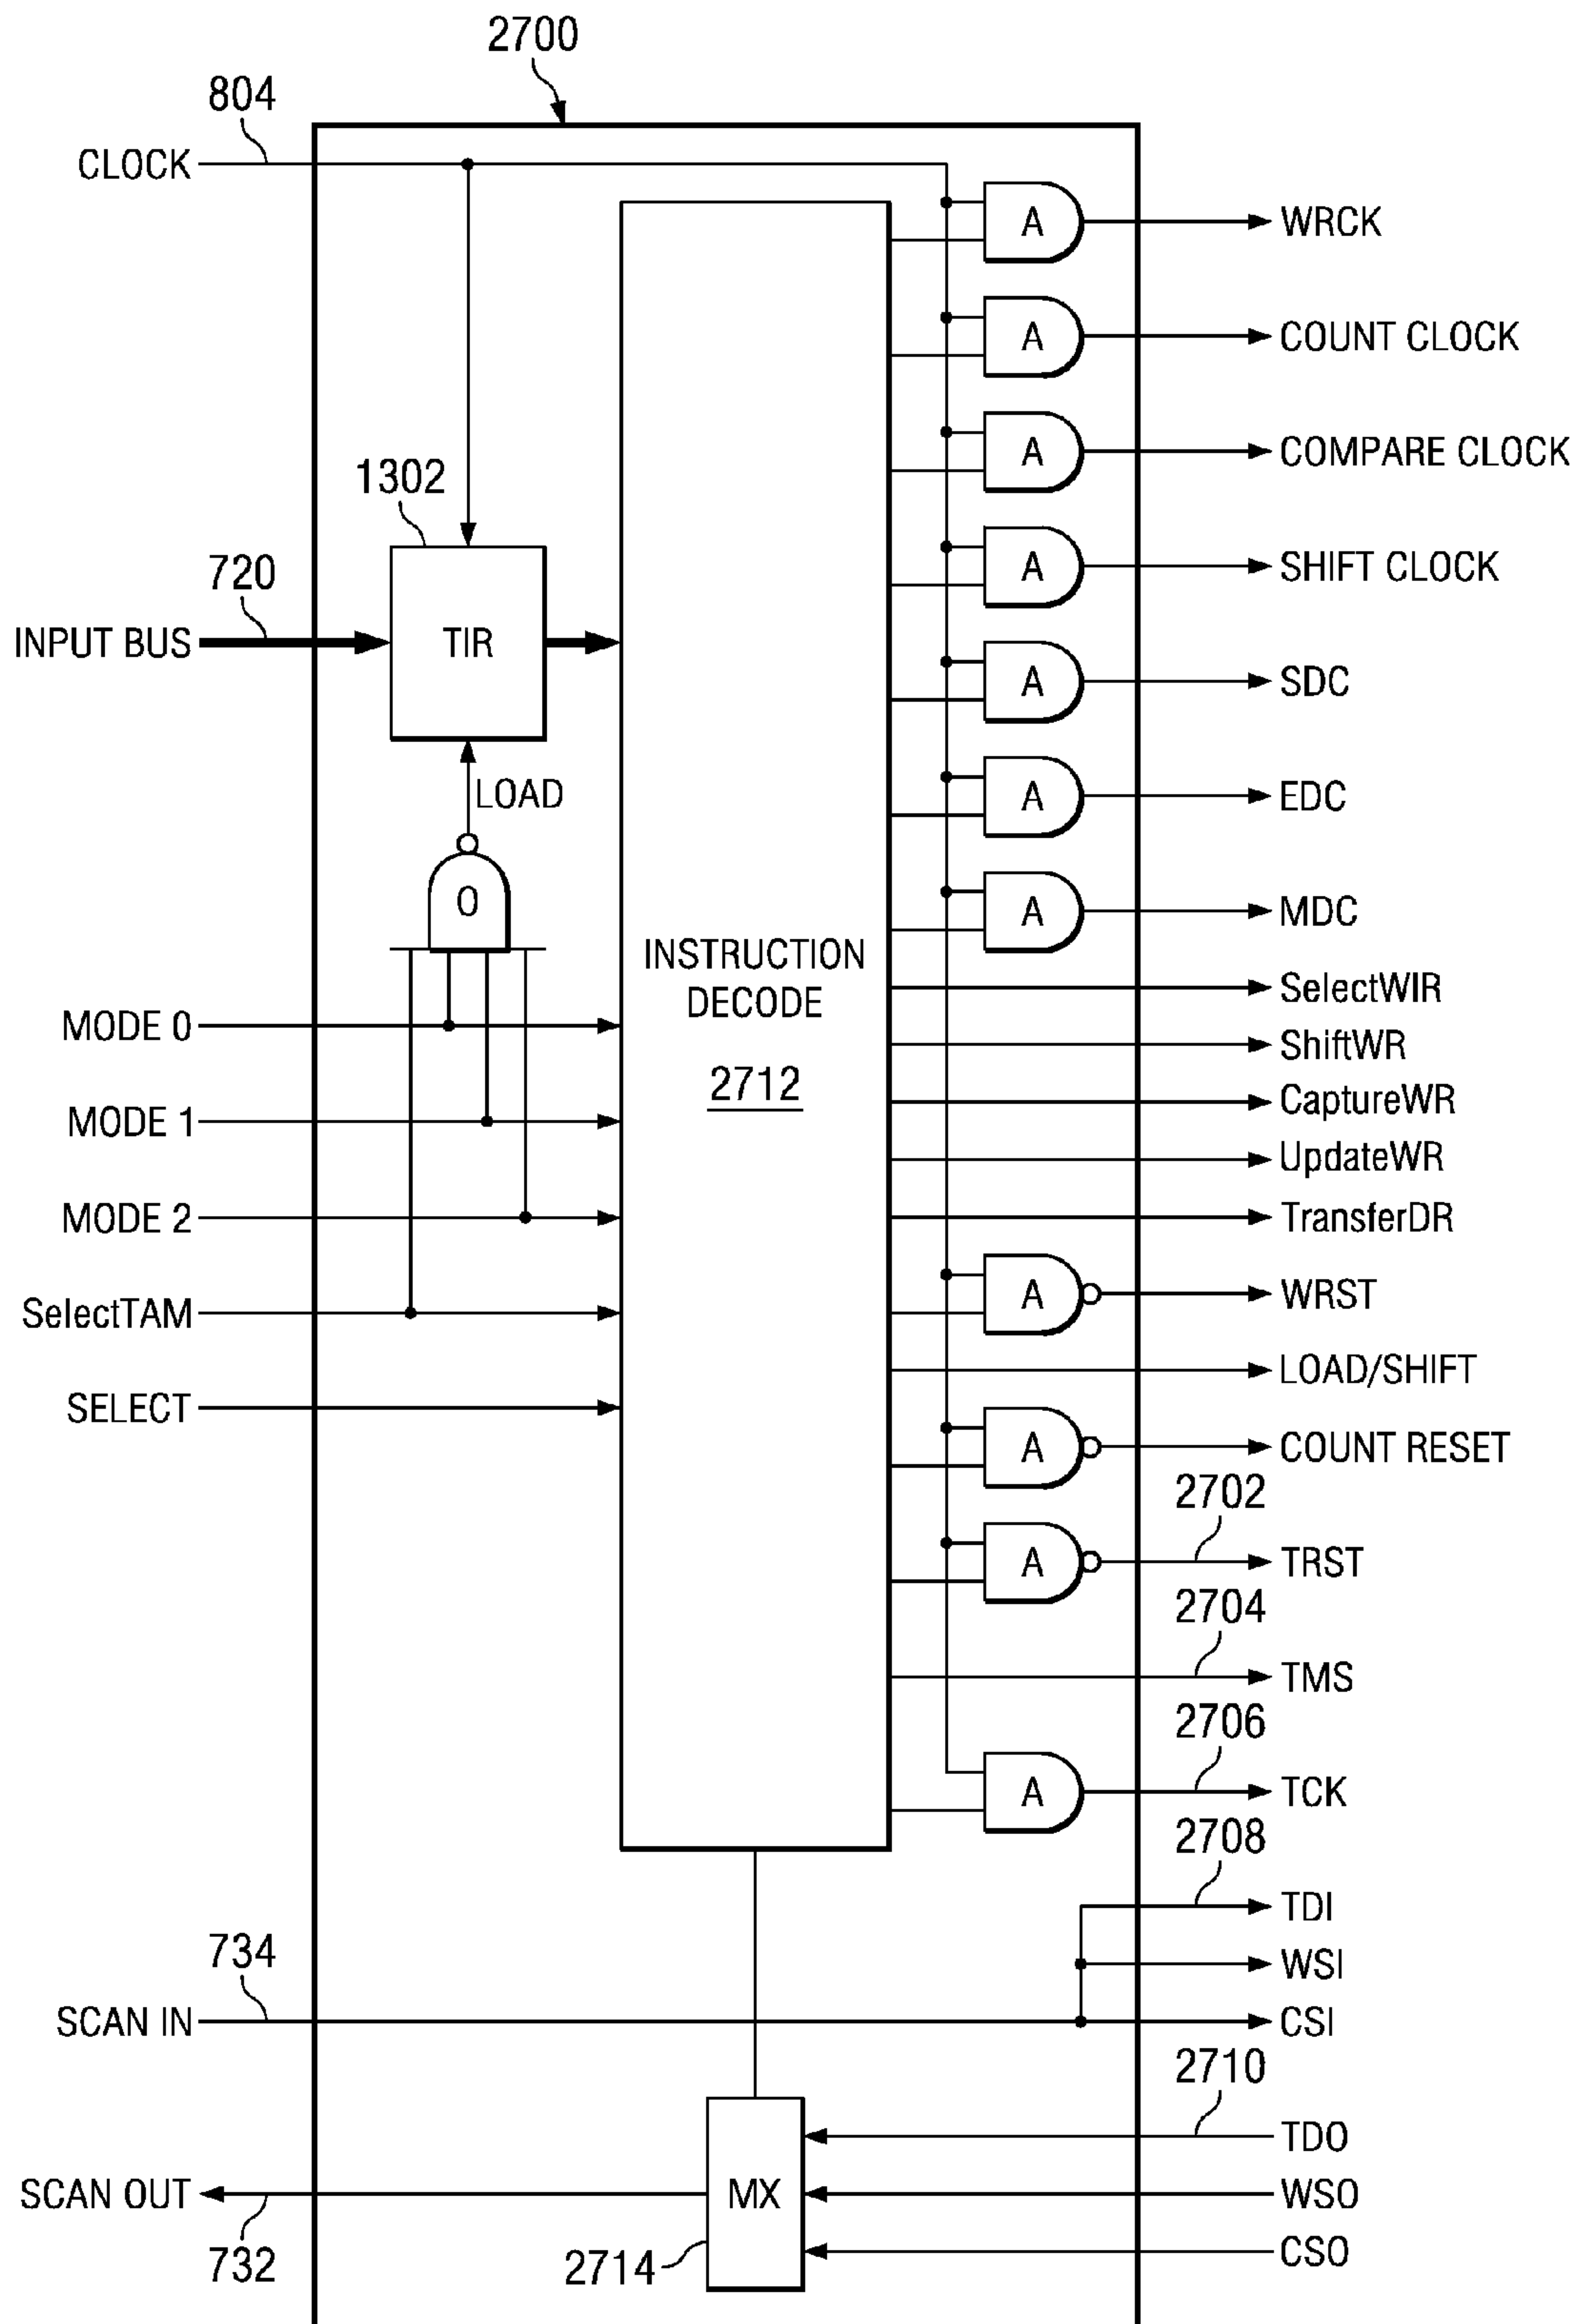 2700
804
CLOCK
A
WRCK
A
COUNT CLOCK
A
COMPARE CLOCK
1302
720
A
SHIFT CLOCK
INPUT BUS
TIR
A
SDC
LOAD
A
EDC
O
A
MDC
INSTRUCTION
DECODE
2712
SelectWIR
MODE 0
ShiftWR
CaptureWR
MODE 1
UpdateWR
MODE 2
TransferDR
A
WRST
SelectTAM
LOAD/SHIFT
SELECT
A
COUNT RESET
2702
A
TRST
2704
TMS
2706
A
TCK
2708
TDI
734
WSI
SCAN IN
CSI
2710
TDO
SCAN OUT
MX
WSO
732
2714
CSO